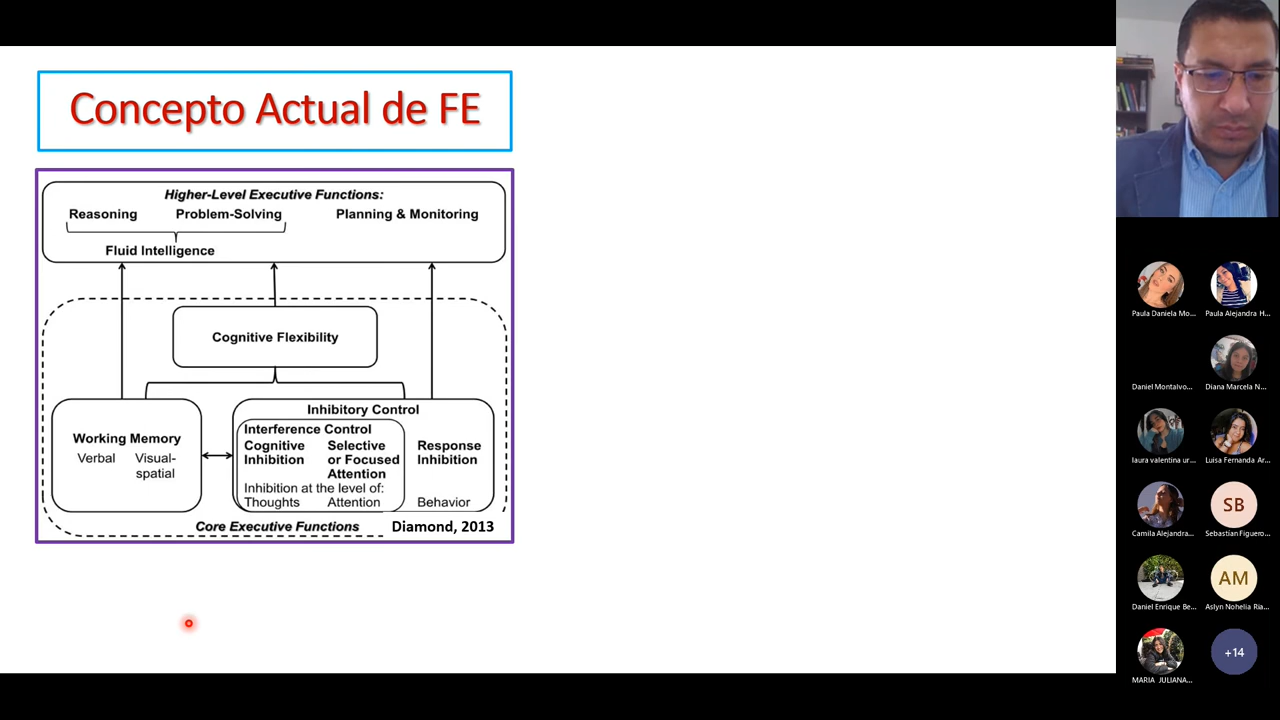 Concepto Actual de FE
Higher-Level Executive Functions:
Reasoning Problem-Solving Planning & Monitoring
Fluid Intelligence
Cognitive Flexibility
Working Memory
Verbal Visual-
spatial
Inhibitory Control
Interference Control
Cognitive Selective Response
Inhibition or Focused Inhibition
Attention
Inhibition at the level of:
Thoughts Attention Behavior
Core Executive Functions Diamond, 2013
Paula Daniela Mo... Paula Alejandra H...
Daniel Montalvo... Diana Marcela N...
laura valentina ur... Luisa Fernanda Ar...
SB
Camila Alejandra... Sebastian Figuero...
AM
Daniel Enrique Be... Aslyn Nohelia Ria...
+14
MARIA JULIANA...